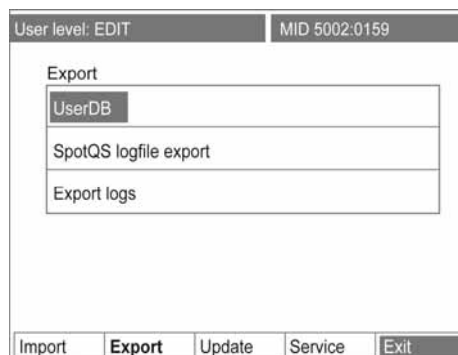 User level: EDIT MID 5002:0159
Export
UserDB
SpotQS logfile export
Export logs
Import Export Update Service Exit